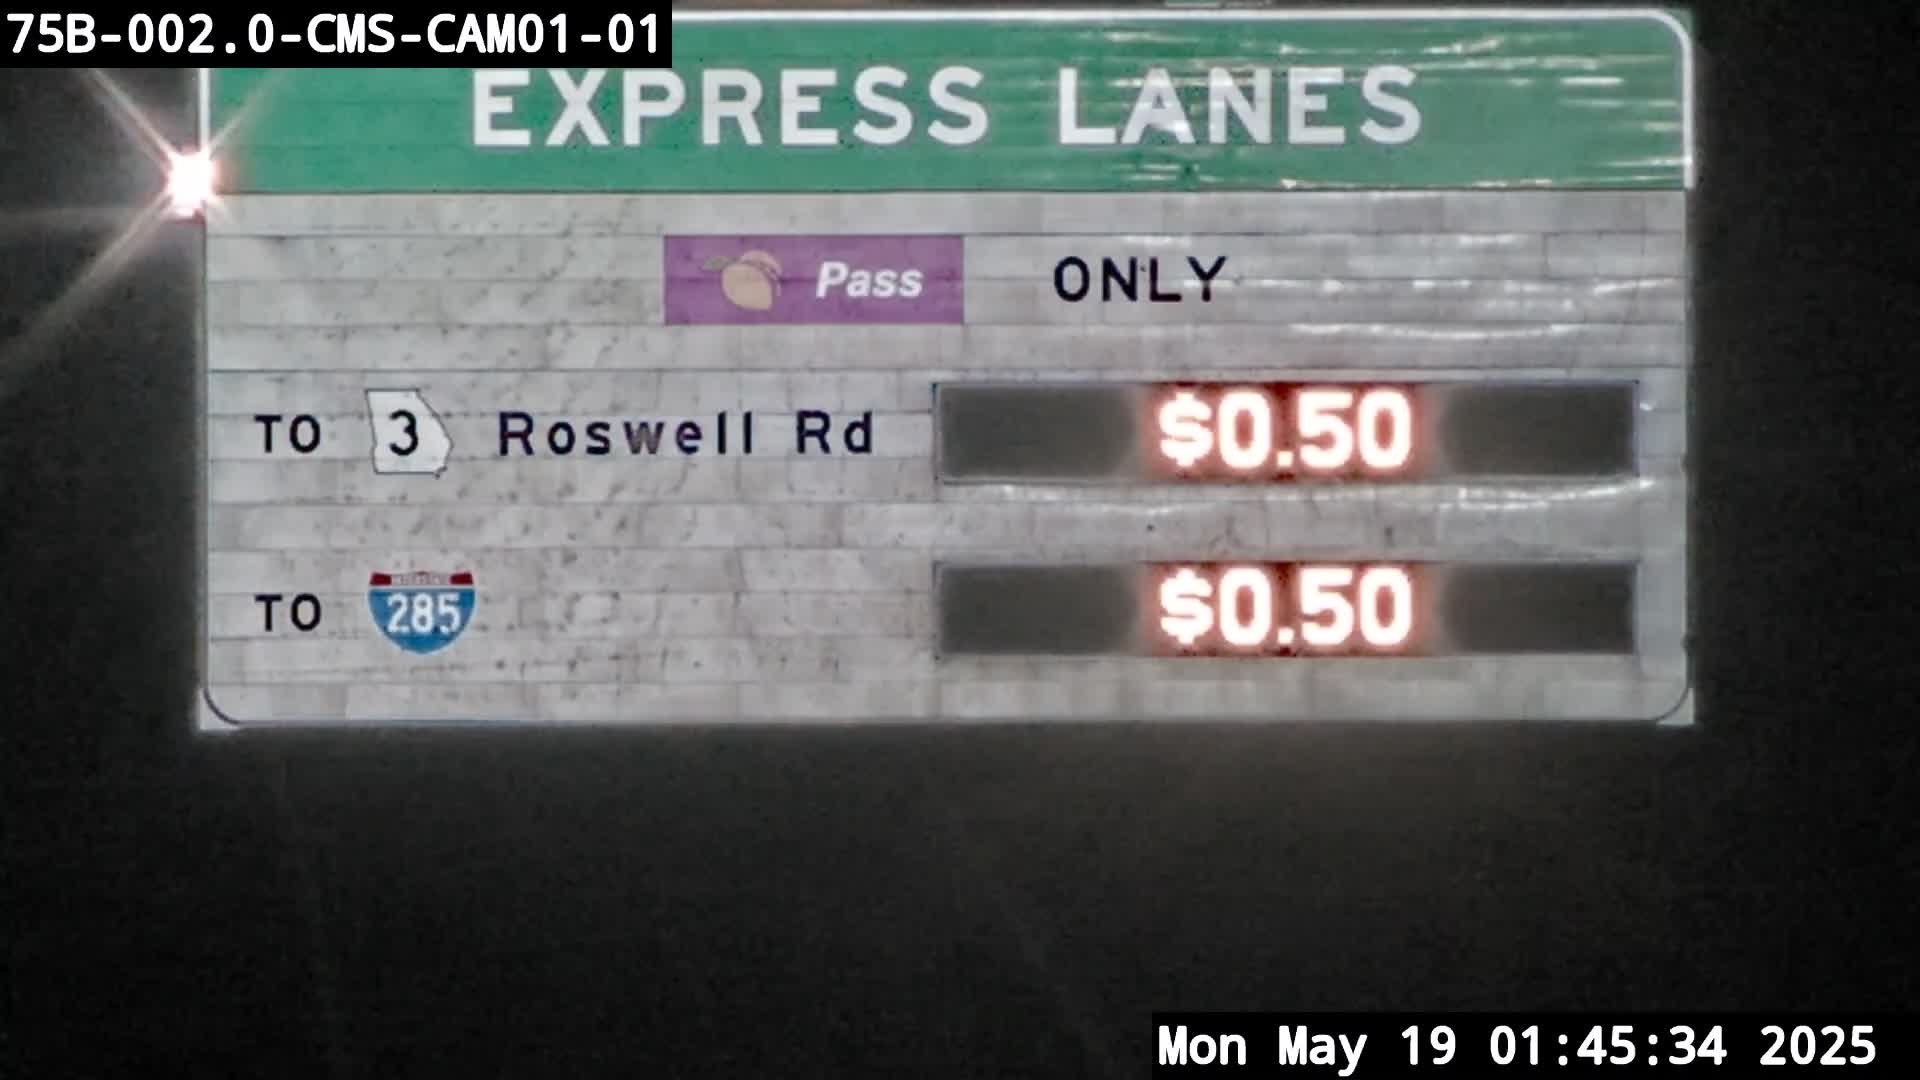 75B-002.0-CMS-CAM01-01
EXPRESS LANES
Pass ONLY
TO 3 Roswell Rd $0.50
TO 285 $0.50
Mon May 19 01:45:34 2025